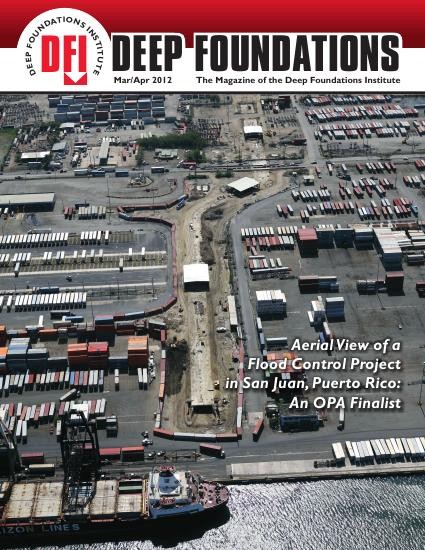 DEEP FOUNDATIONS INSTITUTE
DFI
DEEP FOUNDATIONS
Mar/Apr 2012 The Magazine of the Deep Foundations Institute
Aerial View of a
Flood Control Project
in San Juan, Puerto Rico:
An OPA Finalist
IZON LINES